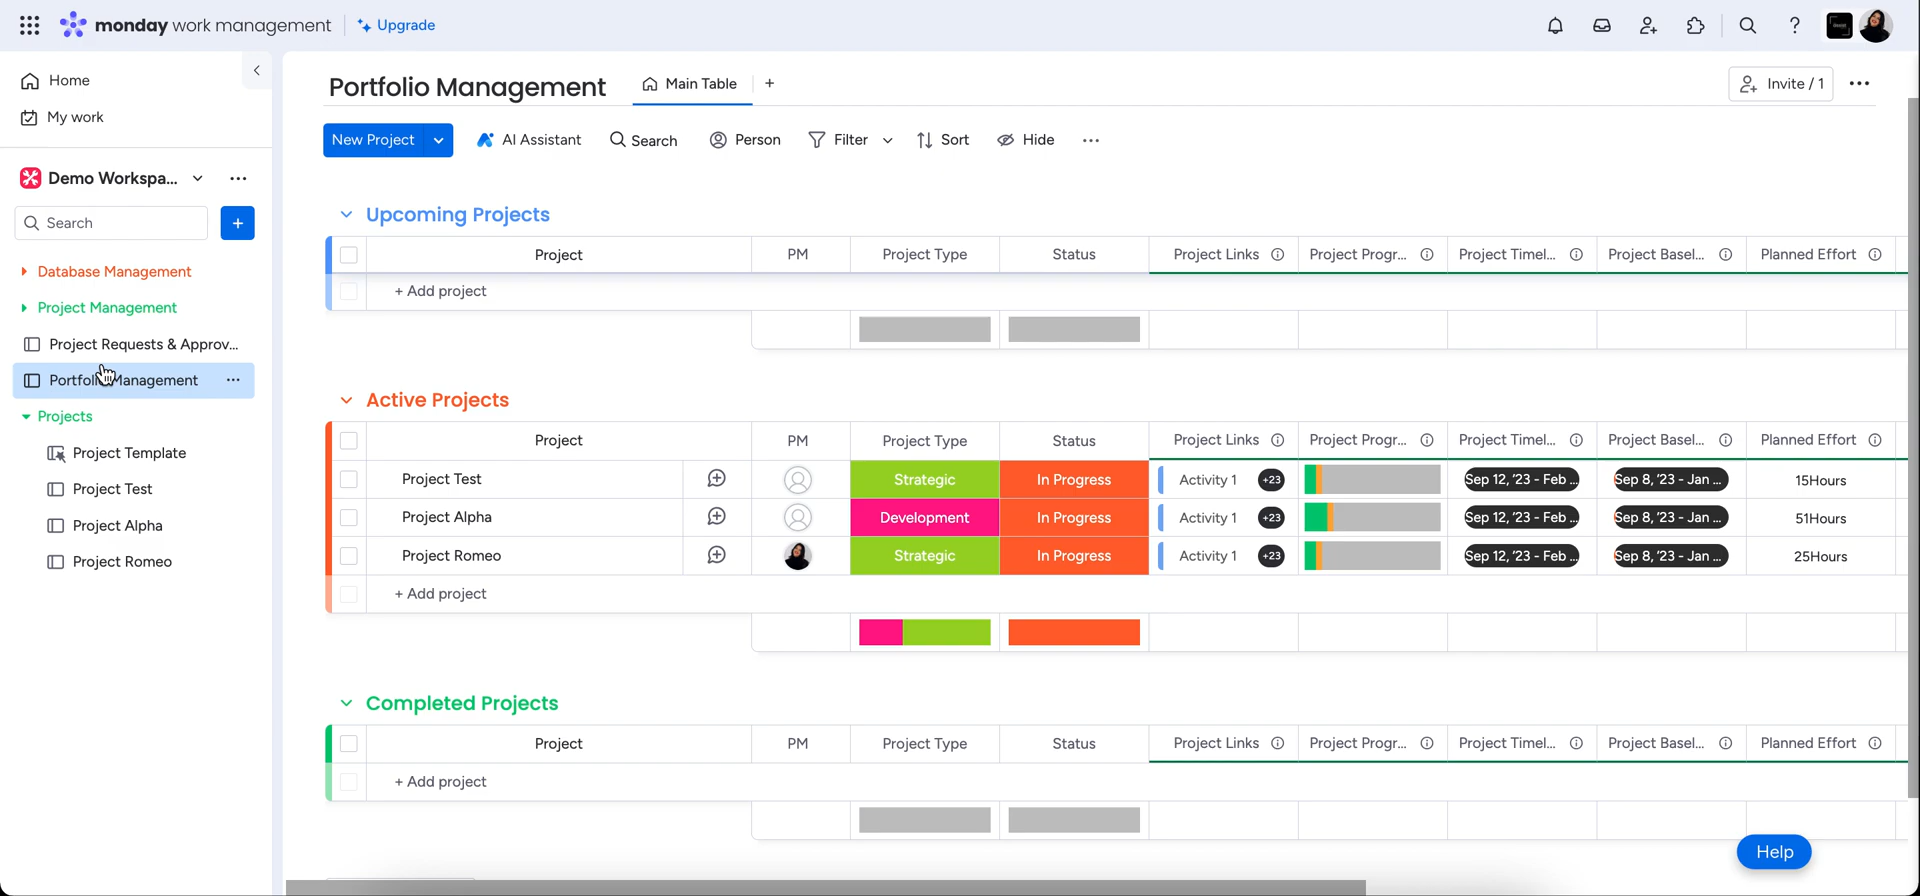 monday work management
Upgrade
Home
My work
Demo Workspa...
Search
Database Management
Project Management
Project Requests & Approv...
Portfolio Management
Projects
Project Template
Project Test
Project Alpha
Project Romeo
Portfolio Management
Main Table
+
Invite / 1
New Project
AI Assistant
Search
Person
Filter
Sort
Hide
Upcoming Projects
Project PM Project Type Status Project Links Project Progr... Project Timel... Project Basel... Planned Effort
+ Add project
Active Projects
Project PM Project Type Status Project Links Project Progr... Project Timel... Project Basel... Planned Effort
Project Test Strategic In Progress Activity 1 +23 Sep 12, '23 - Feb ... Sep 8, '23 - Jan ... 15Hours
Project Alpha Development In Progress Activity 1 +23 Sep 12, '23 - Feb ... Sep 8, '23 - Jan ... 51Hours
Project Romeo Strategic In Progress Activity 1 +23 Sep 12, '23 - Feb ... Sep 8, '23 - Jan ... 25Hours
+ Add project
Completed Projects
Project PM Project Type Status Project Links Project Progr... Project Timel... Project Basel... Planned Effort
+ Add project
Help